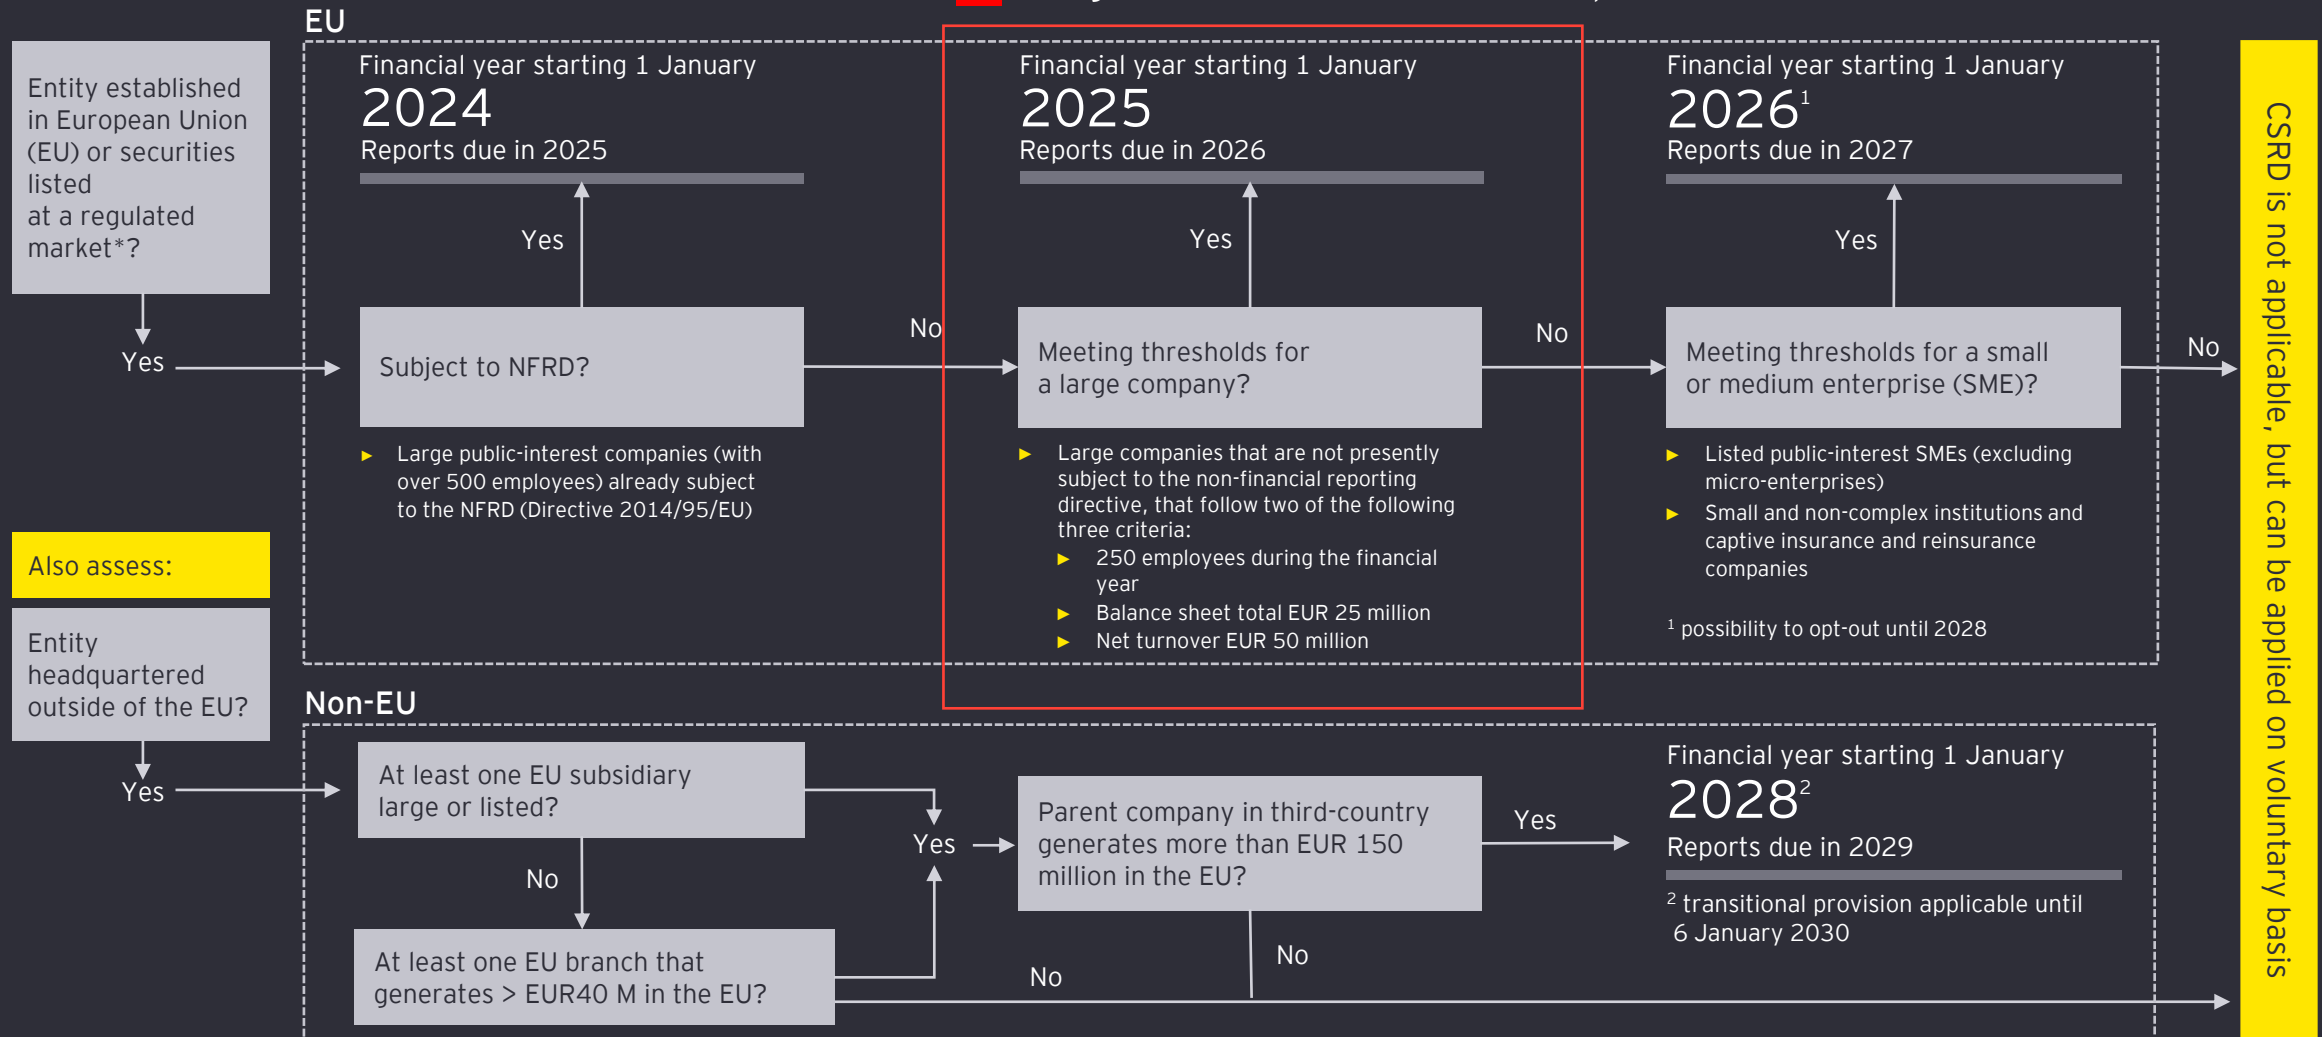 EU
Entity established
in European Union
(EU) or securities
listed
at a regulated
market*?
Yes
Financial year starting 1 January
2024
Reports due in 2025
Yes
Subject to NFRD?
No
Large public-interest companies (with
over 500 employees) already subject
to the NFRD (Directive 2014/95/EU)
Financial year starting 1 January
2025
Reports due in 2026
Yes
Meeting thresholds for
a large company?
No
Large companies that are not presently
subject to the non-financial reporting
directive, that follow two of the following
three criteria:
250 employees during the financial
year
Balance sheet total EUR 25 million
Net turnover EUR 50 million
Financial year starting 1 January
2026¹
Reports due in 2027
Yes
Meeting thresholds for a small
or medium enterprise (SME)?
No
Listed public-interest SMEs (excluding
micro-enterprises)
Small and non-complex institutions and
captive insurance and reinsurance
companies
¹ possibility to opt-out until 2028
CSRD is not applicable, but can be applied on voluntary basis
Also assess:
Entity
headquartered
outside of the EU?
Yes
Non-EU
At least one EU subsidiary
large or listed?
No
At least one EU branch that
generates > EUR40 M in the EU?
Yes
No
Parent company in third-country
generates more than EUR 150
million in the EU?
Yes
No
Financial year starting 1 January
2028²
Reports due in 2029
² transitional provision applicable until
6 January 2030